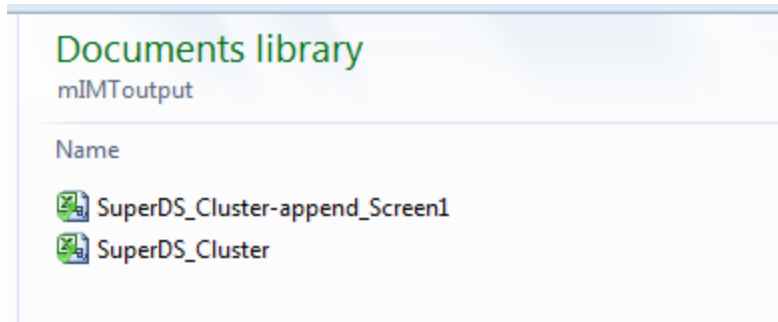 Documents library
mIMToutput
Name
SuperDS_Cluster-append_Screen1
SuperDS_Cluster